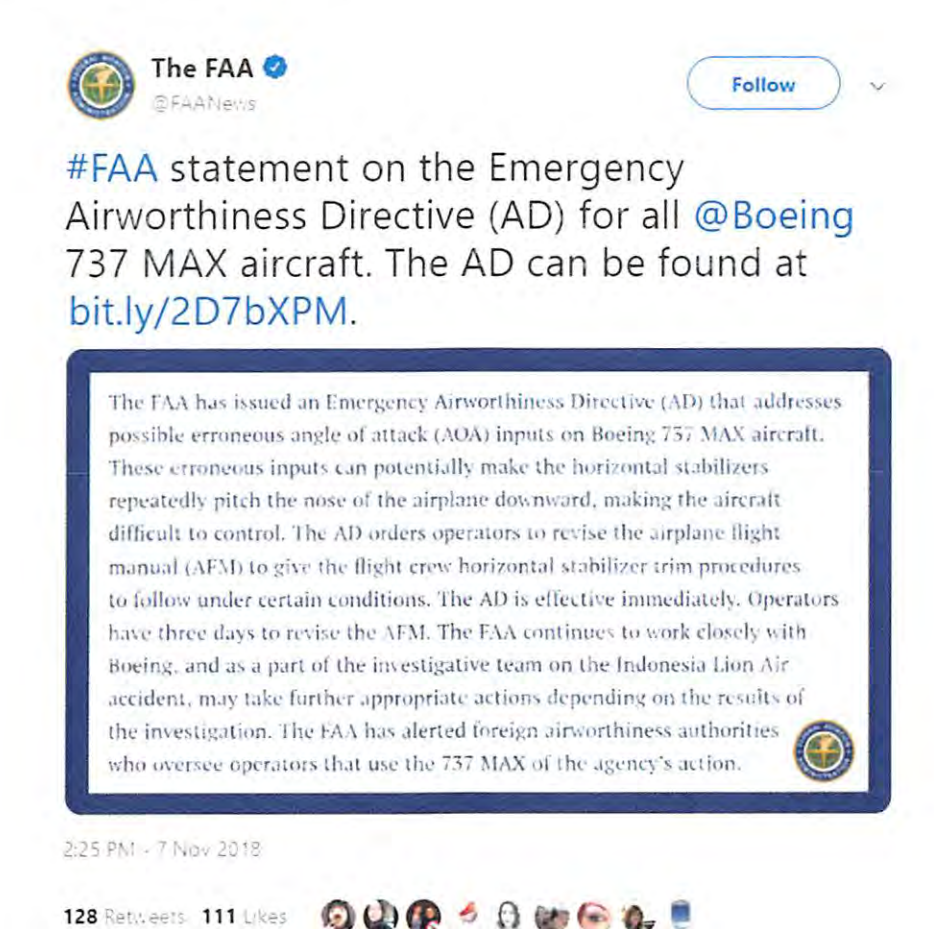 The FAA
@FAANews
Follow
#FAA statement on the Emergency
Airworthiness Directive (AD) for all @Boeing
737 MAX aircraft. The AD can be found at
bit.ly/2D7bXPM.
The FAA has issued an Emergency Airworthiness Directive (AD) that addresses
possible erroneous angle of attack (AOA) inputs on Boeing 737 MAX aircraft.
These erroneous inputs can potentially make the horizontal stabilizers
repeatedly pitch the nose of the airplane downward, making the aircraft
difficult to control. The AD orders operators to revise the airplane flight
manual (AFM) to give the flight crew horizontal stabilizer trim procedures
to follow under certain conditions. The AD is effective immediately. Operators
have three days to revise the AFM. The FAA continues to work closely with
Boeing, and as a part of the investigative team on the Indonesia Lion Air
accident, may take further appropriate actions depending on the results of
the investigation. The FAA has alerted foreign airworthiness authorities
who oversee operators that use the 737 MAX of the agency's action.
2:25 PM - 7 Nov 2018
128 Retweets 111 Likes